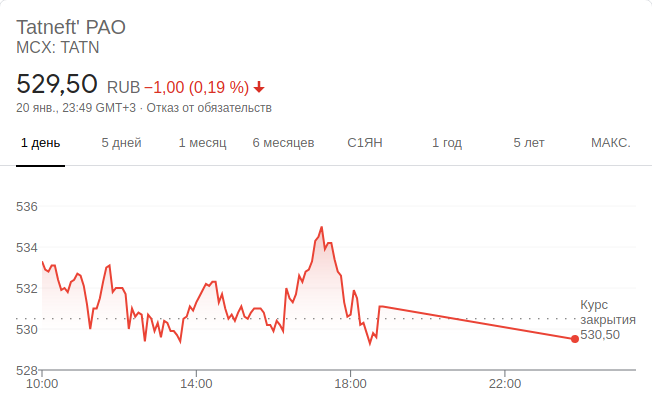 Tatneft' PAO
MCX: TATN
529,50 RUB −1,00 (0,19 %)
20 янв., 23:49 GMT+3 · Отказ от обязательств
1 день 5 дней 1 месяц 6 месяцев С1ЯН 1 год 5 лет МАКС.
536
534
532
530
528
Курс
закрытия
530,50
10:00 14:00 18:00 22:00